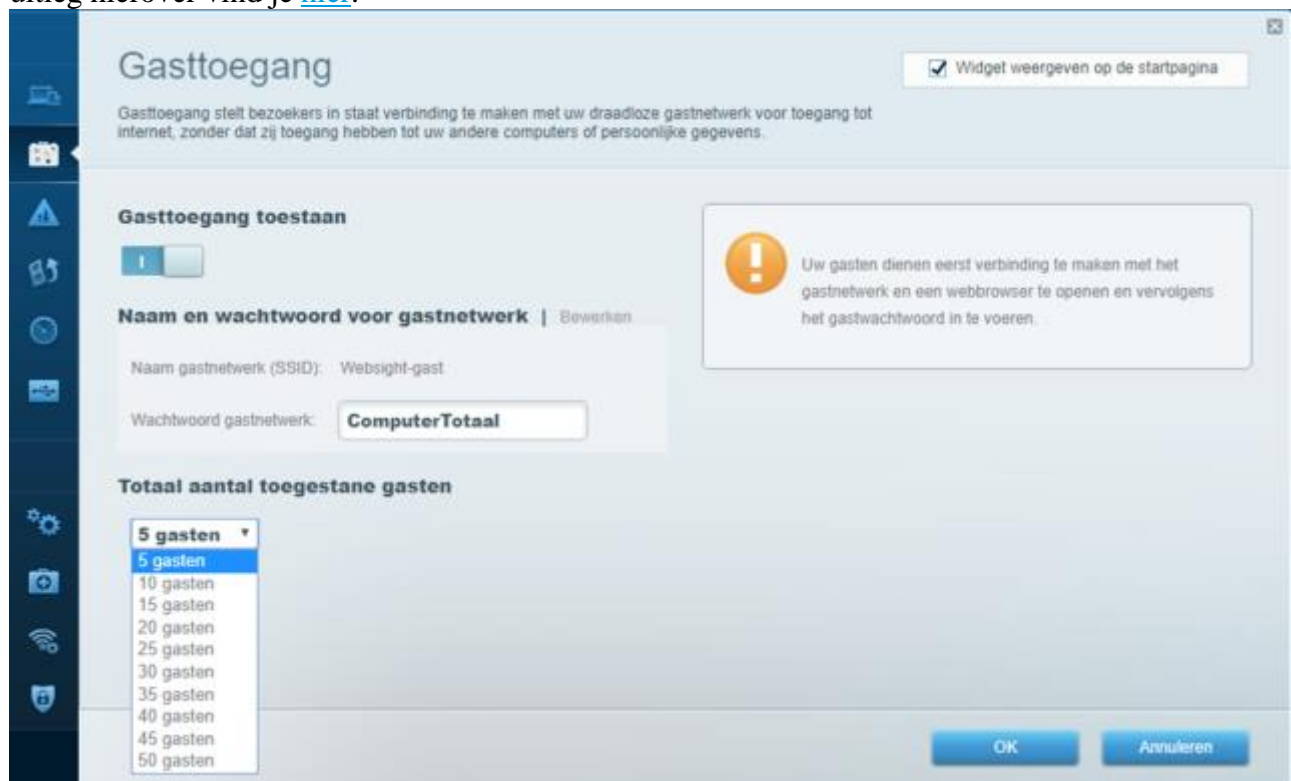 uitleg hierover vind je hier.
Gasttoegang
Widget weergeven op de startpagina
Gasttoegang stelt bezoekers in staat verbinding te maken met uw draadloze gastnetwerk voor toegang tot
internet, zonder dat zij toegang hebben tot uw andere computers of persoonlijke gegevens.
Gasttoegang toestaan
Uw gasten dienen eerst verbinding te maken met het
gastnetwerk en een webbrowser te openen en vervolgens
het gastwachtwoord in te voeren.
Naam en wachtwoord voor gastnetwerk | Bewerken
Naam gastnetwerk (SSID): Websight-gast
Wachtwoord gastnetwerk: ComputerTotaal
Totaal aantal toegestane gasten
5 gasten
5 gasten
10 gasten
15 gasten
20 gasten
25 gasten
30 gasten
35 gasten
40 gasten
45 gasten
50 gasten
OK
Annuleren